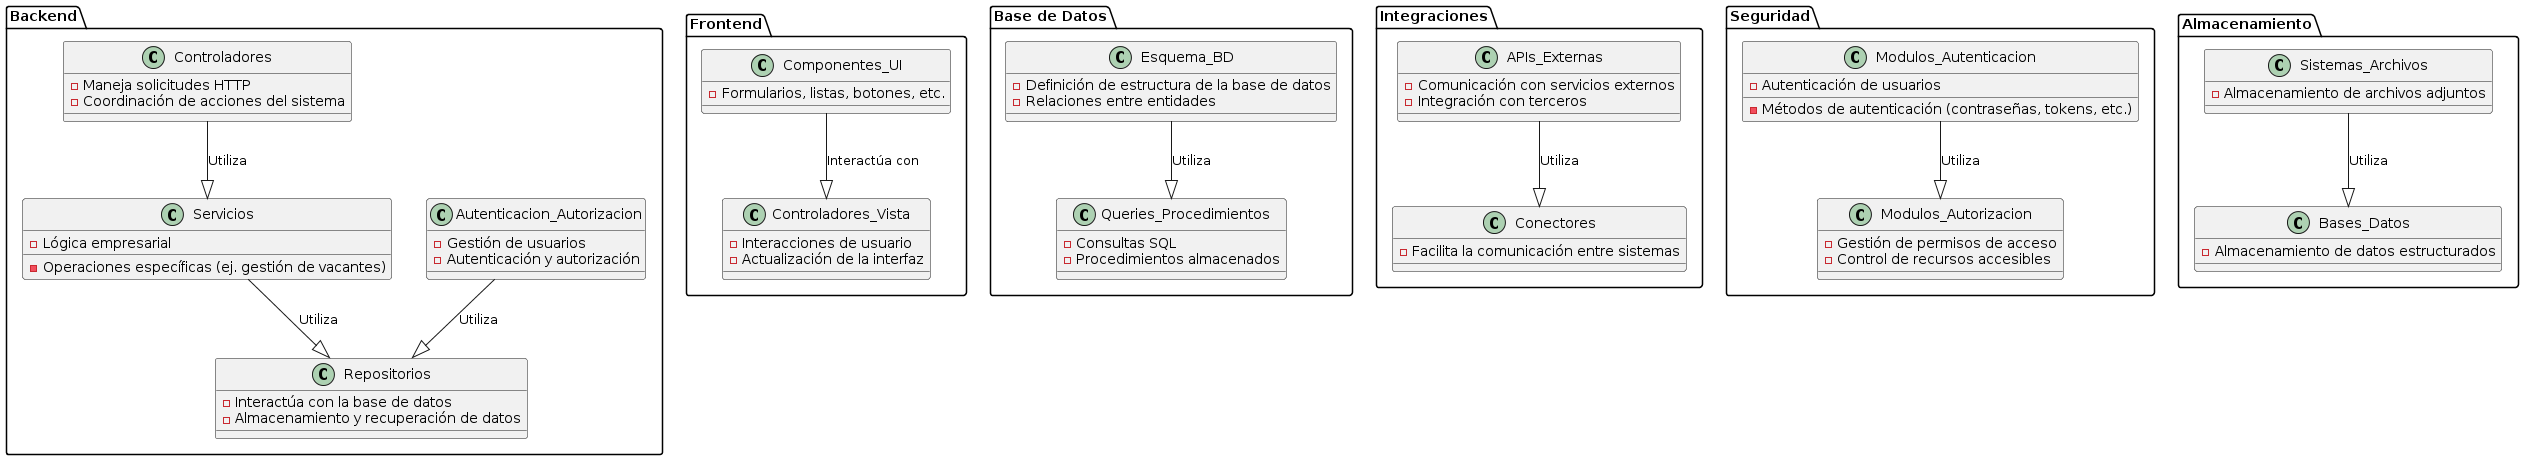 Backend
C Controladores
Maneja solicitudes HTTP
Coordinación de acciones del sistema
Utiliza
C Servicios
Lógica empresarial
Operaciones específicas (ej. gestión de vacantes)
C Autenticacion_Autorizacion
Gestión de usuarios
Autenticación y autorización
Utiliza
Utiliza
C Repositorios
Interactúa con la base de datos
Almacenamiento y recuperación de datos
Frontend
C Componentes_UI
Formularios, listas, botones, etc.
Interactúa con
C Controladores_Vista
Interacciones de usuario
Actualización de la interfaz
Base de Datos
C Esquema_BD
Definición de estructura de la base de datos
Relaciones entre entidades
Utiliza
C Queries_Procedimientos
Consultas SQL
Procedimientos almacenados
Integraciones
C APIs_Externas
Comunicación con servicios externos
Integración con terceros
Utiliza
C Conectores
Facilita la comunicación entre sistemas
Seguridad
C Modulos_Autenticacion
Autenticación de usuarios
Métodos de autenticación (contraseñas, tokens, etc.)
Utiliza
C Modulos_Autorizacion
Gestión de permisos de acceso
Control de recursos accesibles
Almacenamiento
C Sistemas_Archivos
Almacenamiento de archivos adjuntos
Utiliza
C Bases_Datos
Almacenamiento de datos estructurados